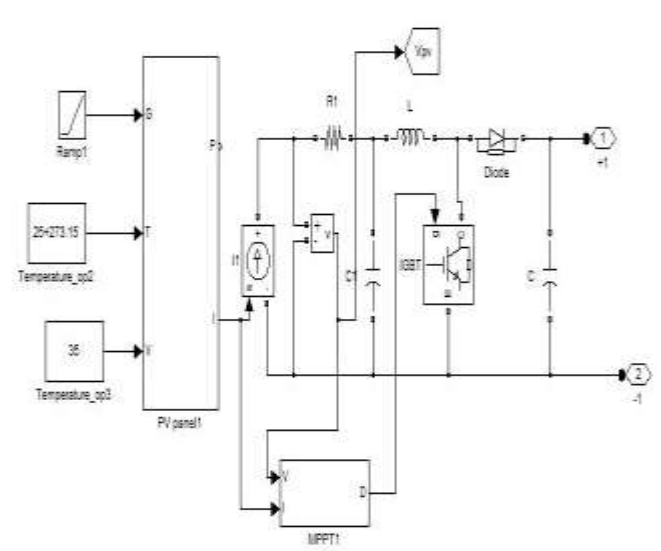 Vpv
R1
L
G
Ramp1
P
Diode
1
+1
25+273.15
T
Temperature_op2
+
-
v
I1
C1
g
C
IGBT
E
C
I
35
V
Temperature_op3
2
-1
PV panel1
V
D
I
MPPT1